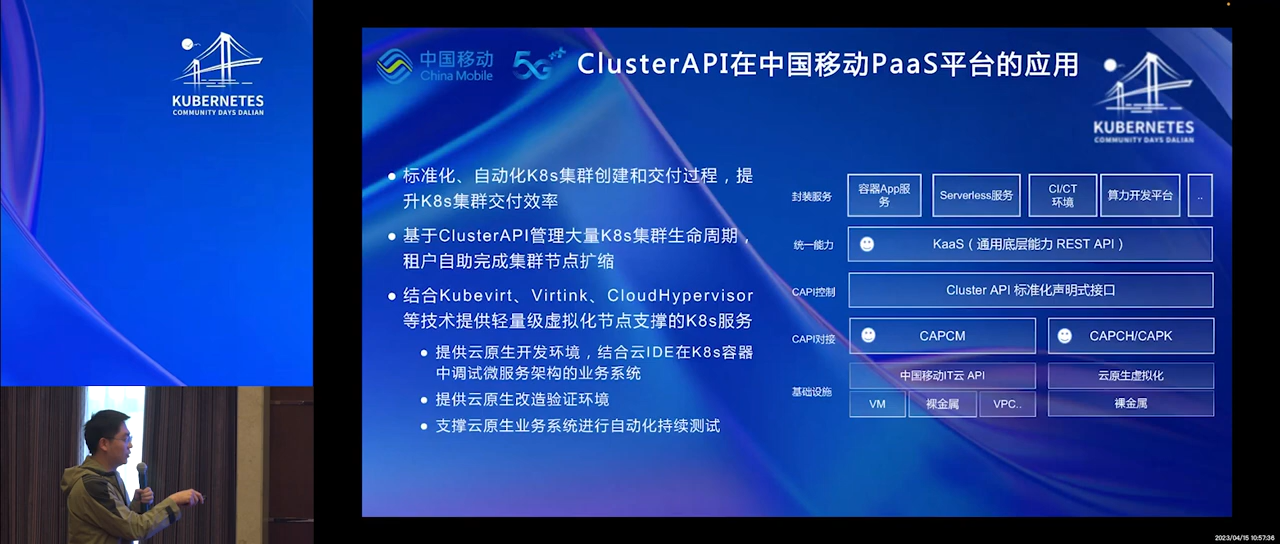 KUBERNETES
COMMUNITY DAYS DALIAN
中国移动
China Mobile
5G
ClusterAPI在中国移动PaaS平台的应用
KUBERNETES
COMMUNITY DAYS DALIAN
标准化、自动化K8s集群创建和交付过程，提
升K8s集群交付效率
基于ClusterAPI管理大量K8s集群生命周期，
租户自助完成集群节点扩缩
结合Kubevirt、Virtink、CloudHypervisor
等技术提供轻量级虚拟化节点支撑的K8s服务
提供云原生开发环境，结合云IDE在K8s容器
中调试微服务架构的业务系统
提供云原生改造验证环境
支撑云原生业务系统进行自动化持续测试
封装服务
容器App服
务
Serverless服务
CI/CT
环境
算力开发平台
..
统一能力
KaaS（通用底层能力 REST API）
CAPI控制
Cluster API 标准化声明式接口
CAPI对接
CAPCM
CAPCH/CAPK
基础设施
中国移动IT云 API
云原生虚拟化
VM
裸金属
VPC..
裸金属
2023/04/15 10:57:36